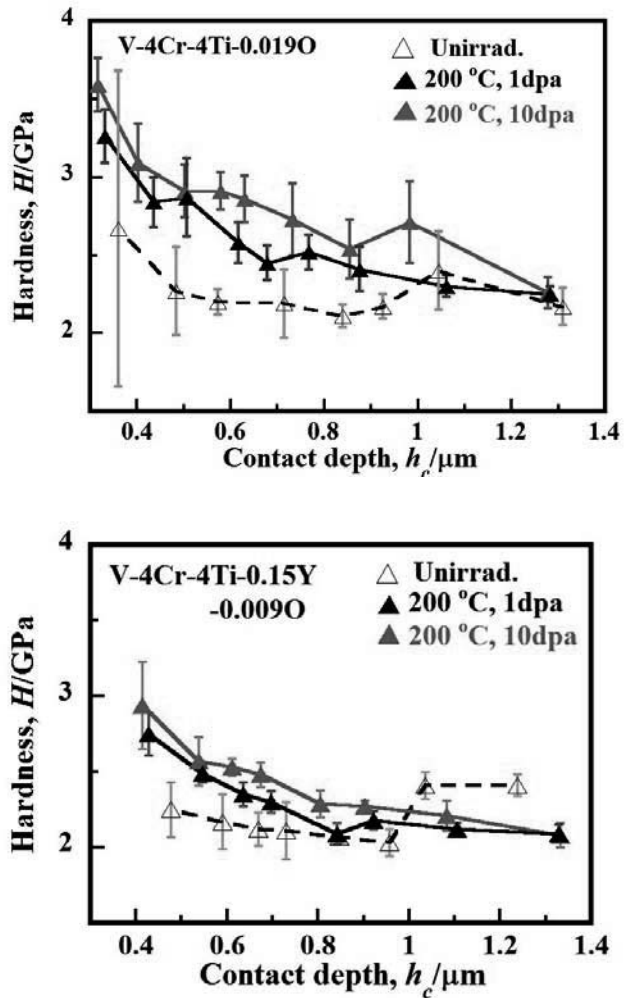 4
V-4Cr-4Ti-0.019O
△ Unirrad.
▲ 200 °C, 1dpa
▲ 200 °C, 10dpa
Hardness, H/GPa
3
2
0.4 0.6 0.8 1 1.2 1.4
Contact depth, h_c/μm
4
V-4Cr-4Ti-0.15Y
-0.009O
△ Unirrad.
▲ 200 °C, 1dpa
▲ 200 °C, 10dpa
Hardness, H/GPa
3
2
0.4 0.6 0.8 1 1.2 1.4
Contact depth, h_c/μm